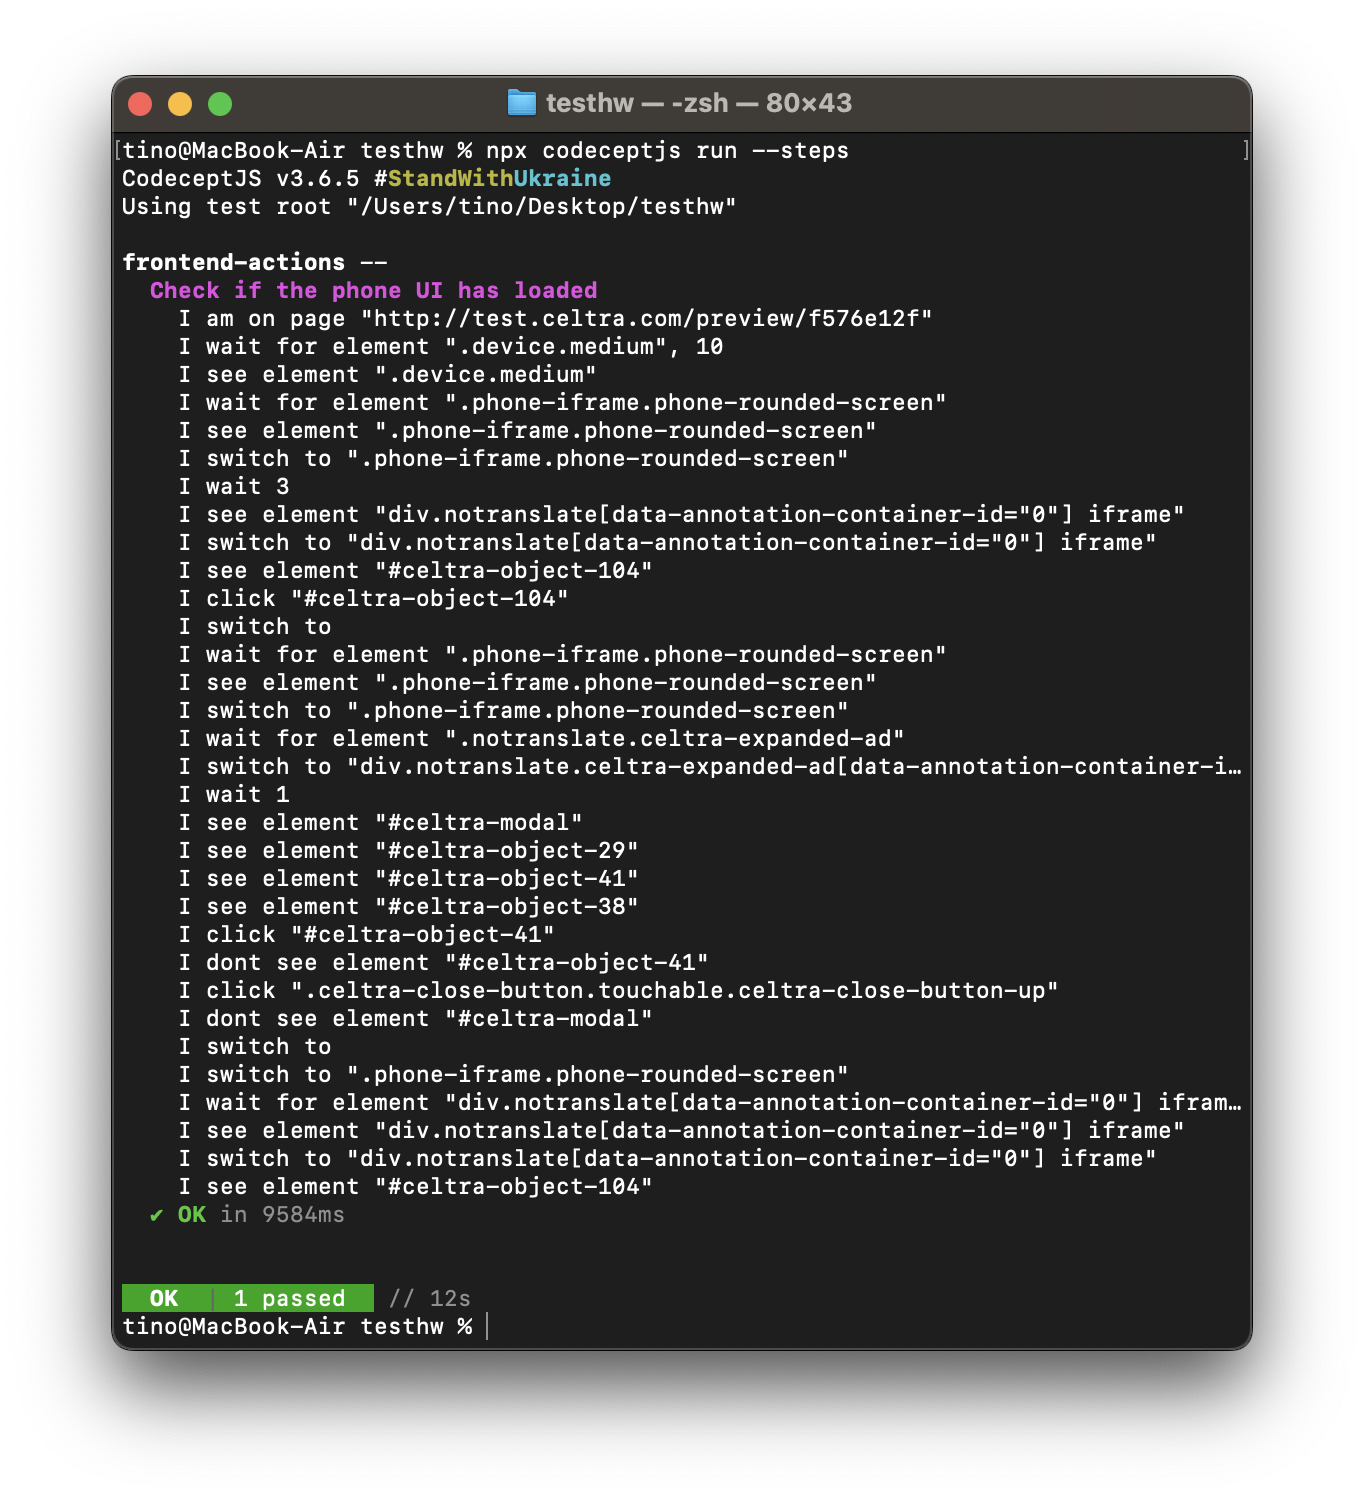 testhw — -zsh — 80×43
[tino@MacBook-Air testhw % npx codeceptjs run --steps ]
CodeceptJS v3.6.5 #StandWithUkraine
Using test root "/Users/tino/Desktop/testhw"
frontend-actions --
Check if the phone UI has loaded
I am on page "http://test.celtra.com/preview/f576e12f"
I wait for element ".device.medium", 10
I see element ".device.medium"
I wait for element ".phone-iframe.phone-rounded-screen"
I see element ".phone-iframe.phone-rounded-screen"
I switch to ".phone-iframe.phone-rounded-screen"
I wait 3
I see element "div.notranslate[data-annotation-container-id="0"] iframe"
I switch to "div.notranslate[data-annotation-container-id="0"] iframe"
I see element "#celtra-object-104"
I click "#celtra-object-104"
I switch to
I wait for element ".phone-iframe.phone-rounded-screen"
I see element ".phone-iframe.phone-rounded-screen"
I switch to ".phone-iframe.phone-rounded-screen"
I wait for element ".notranslate.celtra-expanded-ad"
I switch to "div.notranslate.celtra-expanded-ad[data-annotation-container-i…
I wait 1
I see element "#celtra-modal"
I see element "#celtra-object-29"
I see element "#celtra-object-41"
I see element "#celtra-object-38"
I click "#celtra-object-41"
I dont see element "#celtra-object-41"
I click ".celtra-close-button.touchable.celtra-close-button-up"
I dont see element "#celtra-modal"
I switch to
I switch to ".phone-iframe.phone-rounded-screen"
I wait for element "div.notranslate[data-annotation-container-id="0"] ifram…
I see element "div.notranslate[data-annotation-container-id="0"] iframe"
I switch to "div.notranslate[data-annotation-container-id="0"] iframe"
I see element "#celtra-object-104"
✔ OK in 9584ms
OK | 1 passed // 12s
tino@MacBook-Air testhw %